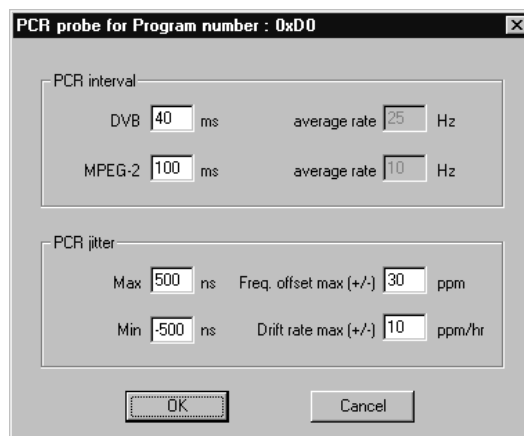 PCR probe for Program number : 0xD0
PCR interval
DVB 40 ms average rate 25 Hz
MPEG-2 100 ms average rate 10 Hz
PCR jitter
Max 500 ns Freq. offset max (+/-) 30 ppm
Min -500 ns Drift rate max (+/-) 10 ppm/hr
OK Cancel